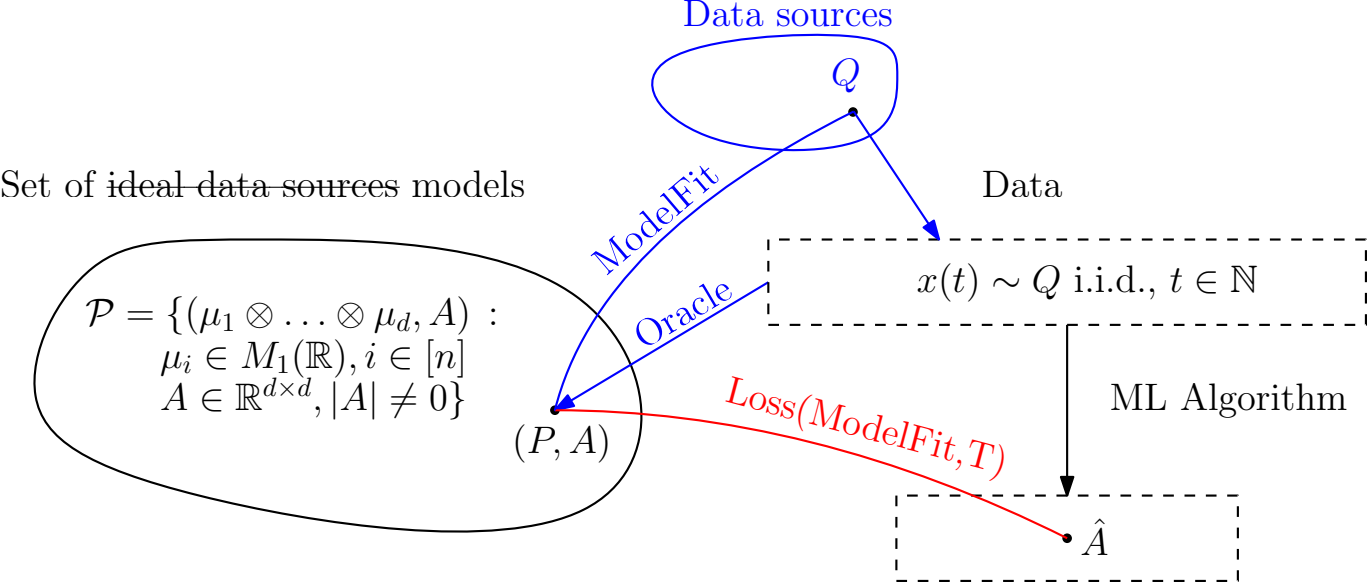 Data sources
Q
Set of ideal data sources models
ModelFit
Data
x(t) ∼ Q i.i.d., t ∈ ℕ
Oracle
𝒫 = {(μ₁ ⊗ … ⊗ μ_d, A) :
μᵢ ∈ M₁(ℝ), i ∈ [n]
A ∈ ℝ^{d×d}, |A| ≠ 0}
(P, A)
Loss(ModelFit,T)
ML Algorithm
Â